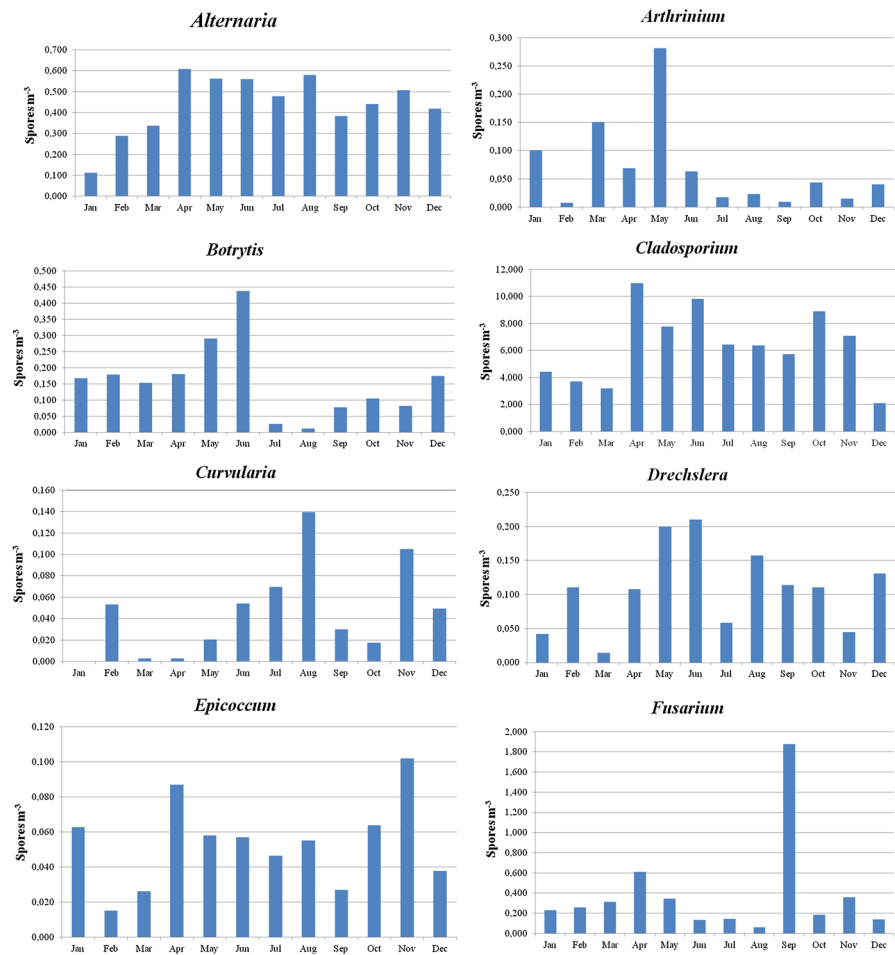 Alternaria
Spores m-3
0,700
0,600
0,500
0,400
0,300
0,200
0,100
0,000
Jan Feb Mar Apr May Jun Jul Aug Sep Oct Nov Dec
Arthrinium
Spores m-3
0,300
0,250
0,200
0,150
0,100
0,050
0,000
Jan Feb Mar Apr May Jun Jul Aug Sep Oct Nov Dec
Botrytis
Spores m-3
0,500
0,450
0,400
0,350
0,300
0,250
0,200
0,150
0,100
0,050
0,000
Jan Feb Mar Apr May Jun Jul Aug Sep Oct Nov Dec
Cladosporium
Spores m-3
12,000
10,000
8,000
6,000
4,000
2,000
0,000
Jan Feb Mar Apr May Jun Jul Aug Sep Oct Nov Dec
Curvularia
Spores m-3
0,160
0,140
0,120
0,100
0,080
0,060
0,040
0,020
0,000
Jan Feb Mar Apr May Jun Jul Aug Sep Oct Nov Dec
Drechslera
Spores m-3
0,250
0,200
0,150
0,100
0,050
0,000
Jan Feb Mar Apr May Jun Jul Aug Sep Oct Nov Dec
Epicoccum
Spores m-3
0,120
0,100
0,080
0,060
0,040
0,020
0,000
Jan Feb Mar Apr May Jun Jul Aug Sep Oct Nov Dec
Fusarium
Spores m-3
2,000
1,800
1,600
1,400
1,200
1,000
0,800
0,600
0,400
0,200
0,000
Jan Feb Mar Apr May Jun Jul Aug Sep Oct Nov Dec